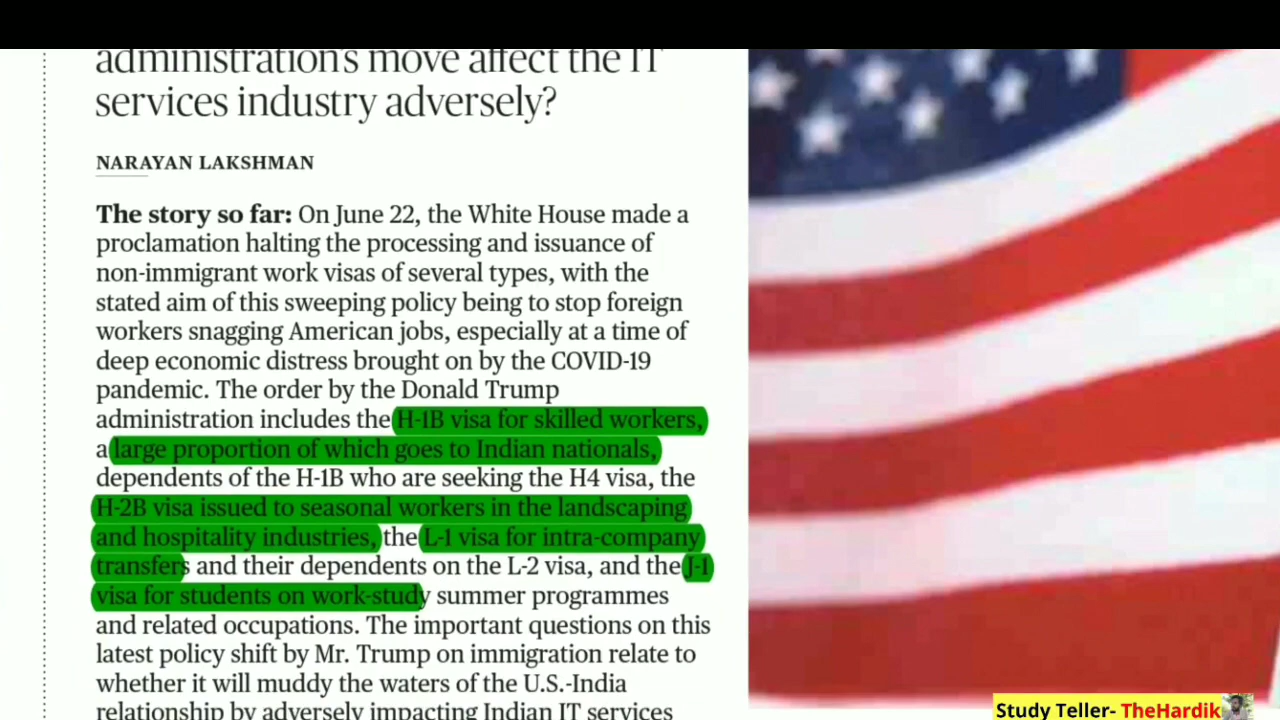 administration's move affect the IT
services industry adversely?
NARAYAN LAKSHMAN
The story so far: On June 22, the White House made a
proclamation halting the processing and issuance of
non-immigrant work visas of several types, with the
stated aim of this sweeping policy being to stop foreign
workers snagging American jobs, especially at a time of
deep economic distress brought on by the COVID-19
pandemic. The order by the Donald Trump
administration includes the H-1B visa for skilled workers,
a large proportion of which goes to Indian nationals,
dependents of the H-1B who are seeking the H4 visa, the
H-2B visa issued to seasonal workers in the landscaping
and hospitality industries, the L-1 visa for intra-company
transfers and their dependents on the L-2 visa, and the J-1
visa for students on work-study summer programmes
and related occupations. The important questions on this
latest policy shift by Mr. Trump on immigration relate to
whether it will muddy the waters of the U.S.-India
relationship by adversely impacting Indian IT services
Study Teller- TheHardik